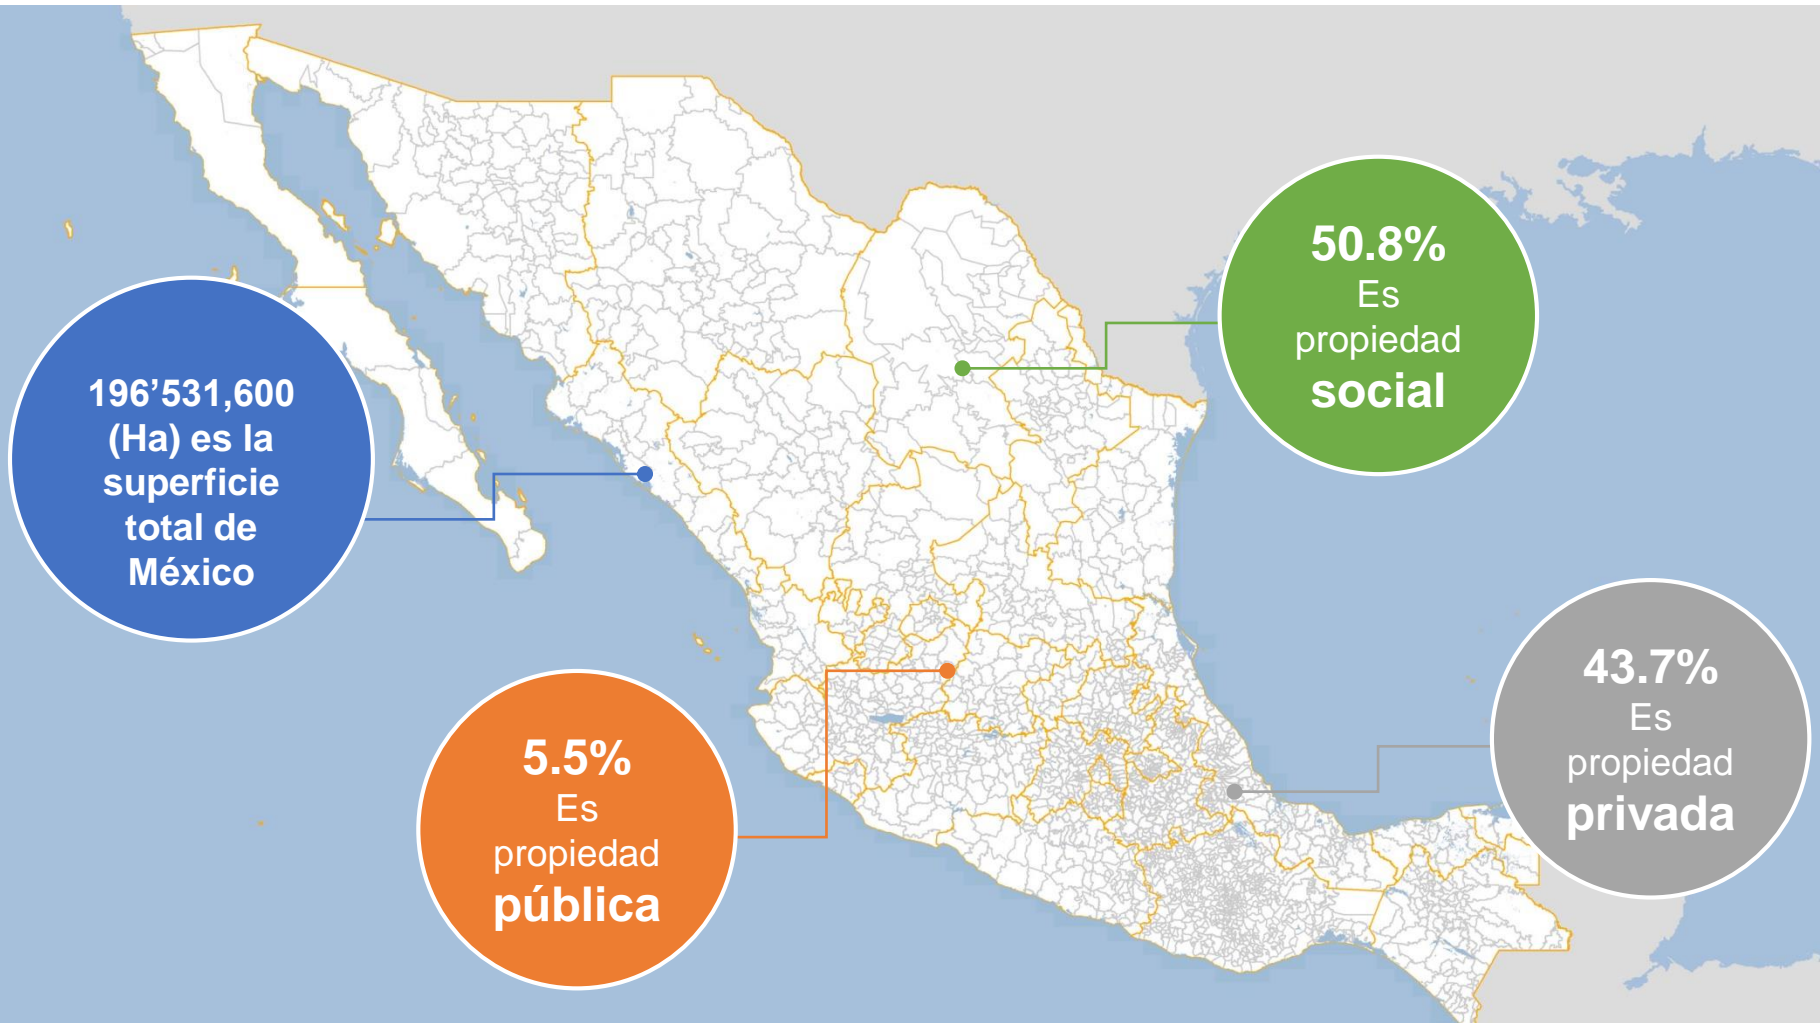 196’531,600
(Ha) es la
superficie
total de
México
50.8%
Es
propiedad
social
5.5%
Es
propiedad
pública
43.7%
Es
propiedad
privada